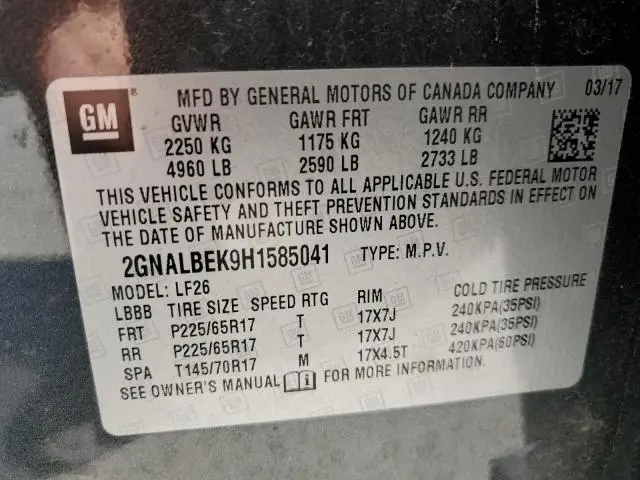 GM ®
MFD BY GENERAL MOTORS OF CANADA COMPANY 03/17
GVWR GAWR FRT GAWR RR
2250 KG 1175 KG 1240 KG
4960 LB 2590 LB 2733 LB
THIS VEHICLE CONFORMS TO ALL APPLICABLE U.S. FEDERAL MOTOR
VEHICLE SAFETY AND THEFT PREVENTION STANDARDS IN EFFECT ON
THE DATE OF MANUFACTURE SHOWN ABOVE.
2GNALBEK9H1585041 TYPE: M.P.V.
MODEL: LF26
LBBB TIRE SIZE SPEED RTG RIM COLD TIRE PRESSURE
FRT P225/65R17 T 17X7J 240KPA(35PSI)
RR P225/65R17 T 17X7J 240KPA(35PSI)
SPA T145/70R17 M 17X4.5T 420KPA(60PSI)
SEE OWNER'S MANUAL FOR MORE INFORMATION.